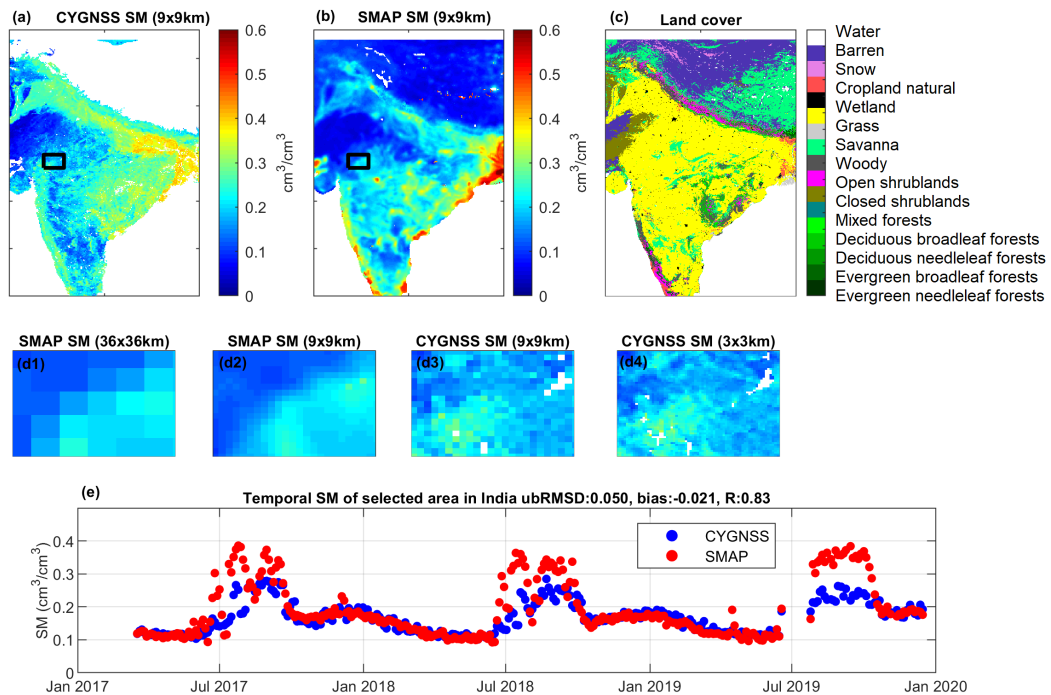 (a) CYGNSS SM (9x9km)
0.6
0.5
0.4
0.3
0.2
0.1
0
cm3/cm3
(b) SMAP SM (9x9km)
0.6
0.5
0.4
0.3
0.2
0.1
0
cm3/cm3
(c) Land cover
Water
Barren
Snow
Cropland natural
Wetland
Grass
Savanna
Woody
Open shrublands
Closed shrublands
Mixed forests
Deciduous broadleaf forests
Deciduous needleleaf forests
Evergreen broadleaf forests
Evergreen needleleaf forests
SMAP SM (36x36km)
(d1)
SMAP SM (9x9km)
(d2)
CYGNSS SM (9x9km)
(d3)
CYGNSS SM (3x3km)
(d4)
(e)
Temporal SM of selected area in India ubRMSD:0.050, bias:-0.021, R:0.83
SM (cm3/cm3)
0.4
0.3
0.2
0.1
0
CYGNSS
SMAP
Jan 2017 Jul 2017 Jan 2018 Jul 2018 Jan 2019 Jul 2019 Jan 2020